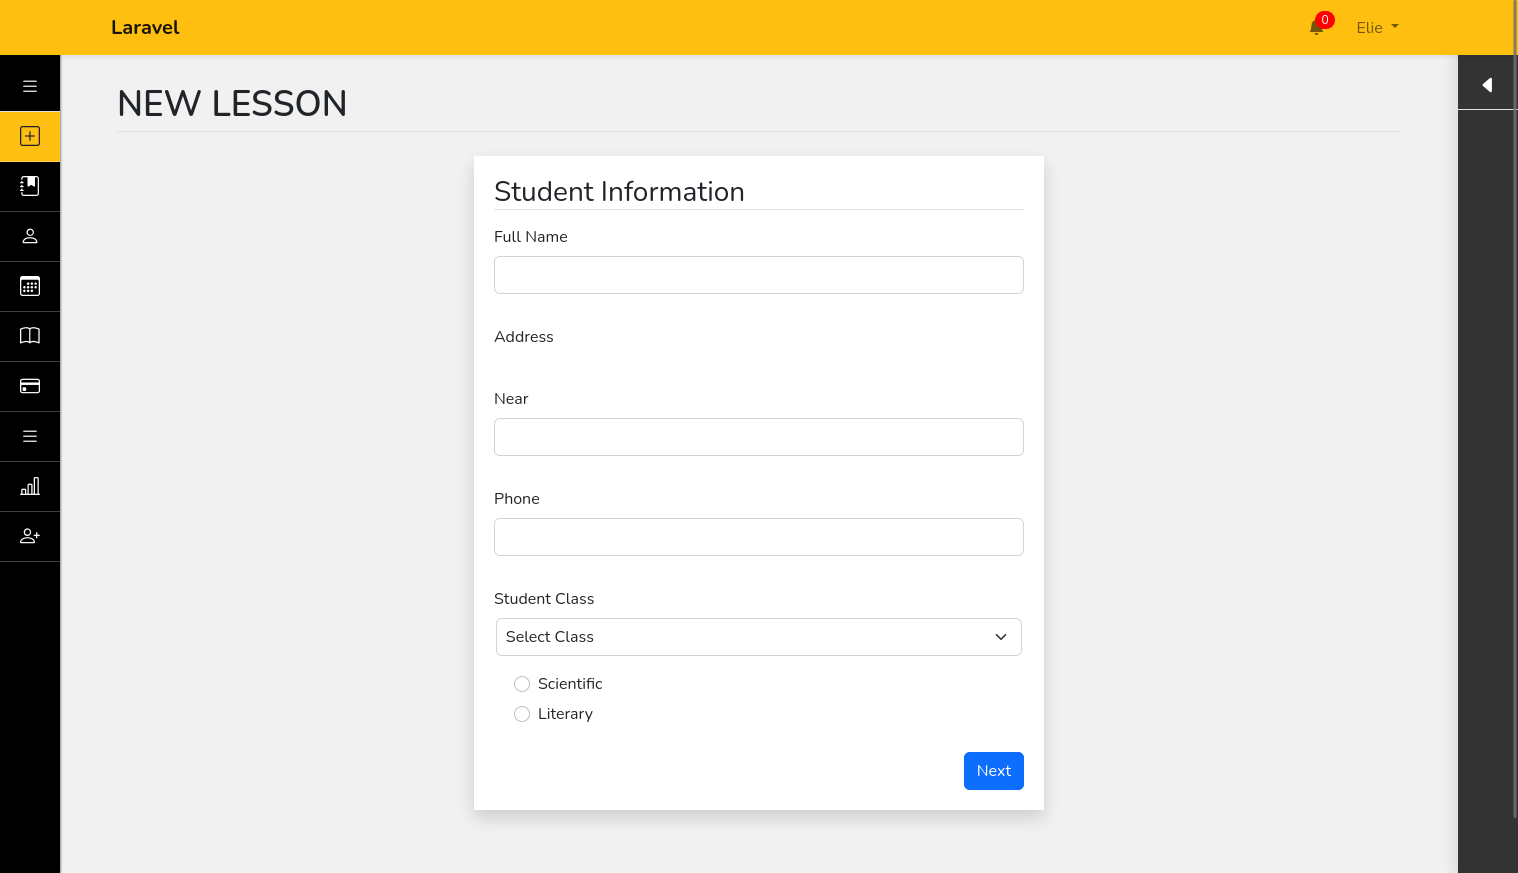 Laravel
0
Elie
NEW LESSON
Student Information
Full Name
Address
Near
Phone
Student Class
Select Class
Scientific
Literary
Next